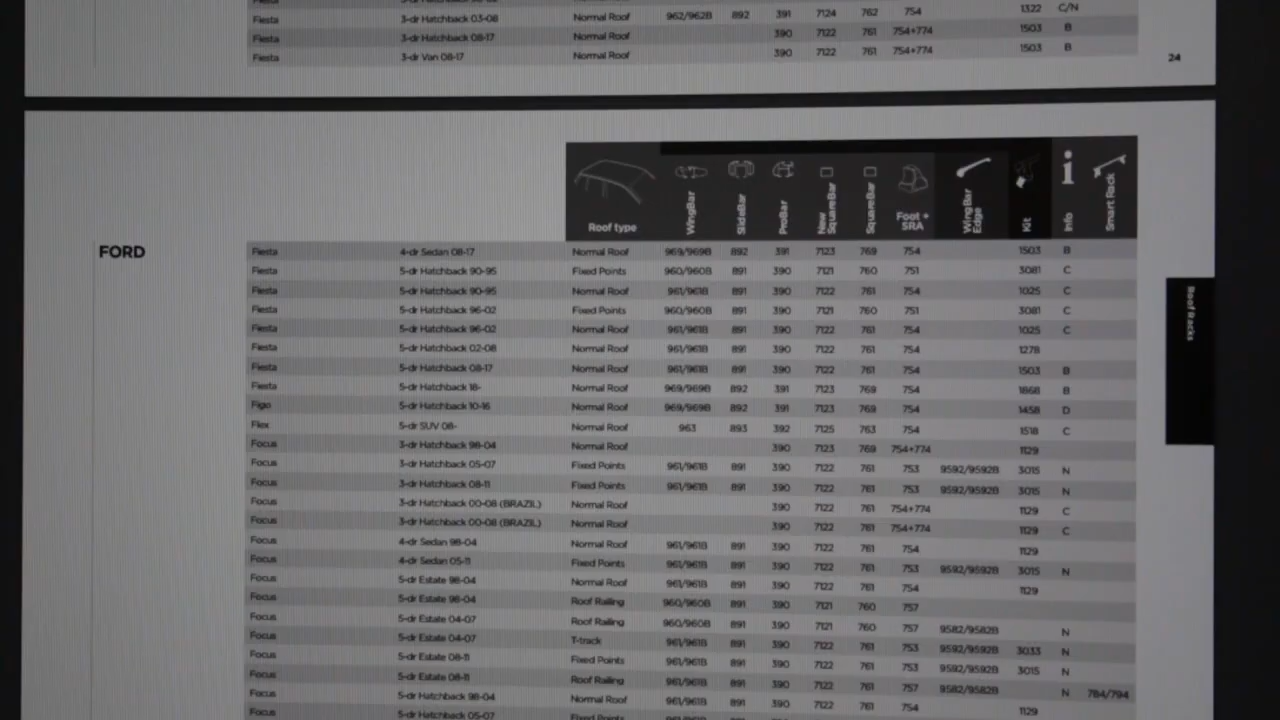 Fiesta 3-dr Hatchback 03-08 Normal Roof 962/962B 892 391 7124 762 754 1322 C/N
Fiesta 3-dr Hatchback 08-17 Normal Roof 390 7122 761 754+774 1503 B
Fiesta 3-dr Van 08-17 Normal Roof 390 7122 761 754+774 1503 B
24
Roof type WingBar SlideBar ProBar New SquareBar SquareBar Foot + SRA WingBar Edge Kit Info Smart Rack
FORD
Roof Racks
Fiesta 4-dr Sedan 08-17 Normal Roof 969/969B 892 391 7123 769 754 1503 B
Fiesta 5-dr Hatchback 90-95 Fixed Points 960/960B 891 390 7121 760 751 3081 C
Fiesta 5-dr Hatchback 90-95 Normal Roof 961/961B 891 390 7122 761 754 1025 C
Fiesta 5-dr Hatchback 96-02 Fixed Points 960/960B 891 390 7121 760 751 3081 C
Fiesta 5-dr Hatchback 96-02 Normal Roof 961/961B 891 390 7122 761 754 1025 C
Fiesta 5-dr Hatchback 02-08 Normal Roof 961/961B 891 390 7122 761 754 1278
Fiesta 5-dr Hatchback 08-17 Normal Roof 961/961B 891 390 7122 761 754 1503 B
Fiesta 5-dr Hatchback 18- Normal Roof 969/969B 892 391 7123 769 754 1868 B
Figo 5-dr Hatchback 10-16 Normal Roof 969/969B 892 391 7123 769 754 1458 D
Flex 5-dr SUV 08- Normal Roof 963 893 392 7125 763 754 1518 C
Focus 3-dr Hatchback 98-04 Normal Roof 390 7123 769 754+774 1129
Focus 3-dr Hatchback 05-07 Fixed Points 961/961B 891 390 7122 761 753 9592/9592B 3015 N
Focus 3-dr Hatchback 08-11 Fixed Points 961/961B 891 390 7122 761 753 9592/9592B 3015 N
Focus 3-dr Hatchback 00-08 (BRAZIL) Normal Roof 390 7122 761 754+774 1129 C
Focus 3-dr Hatchback 00-08 (BRAZIL) Normal Roof 390 7122 761 754+774 1129 C
Focus 4-dr Sedan 98-04 Normal Roof 961/961B 891 390 7122 761 754 1129
Focus 4-dr Sedan 05-11 Fixed Points 961/961B 891 390 7122 761 753 9592/9592B 3015 N
Focus 5-dr Estate 98-04 Normal Roof 961/961B 891 390 7122 761 754 1129
Focus 5-dr Estate 98-04 Roof Railing 960/960B 891 390 7121 760 757
Focus 5-dr Estate 04-07 Roof Railing 960/960B 891 390 7121 760 757 9582/9582B N
Focus 5-dr Estate 04-07 T-track 961/961B 891 390 7122 761 753 9592/9592B 3033 N
Focus 5-dr Estate 08-11 Fixed Points 961/961B 891 390 7122 761 753 9592/9592B 3015 N
Focus 5-dr Estate 08-11 Roof Railing 961/961B 891 390 7122 761 757 9582/9582B N 784/794
Focus 5-dr Hatchback 98-04 Normal Roof 961/961B 891 390 7122 761 754 1129
Focus 5-dr Hatchback 05-07 Fixed Points